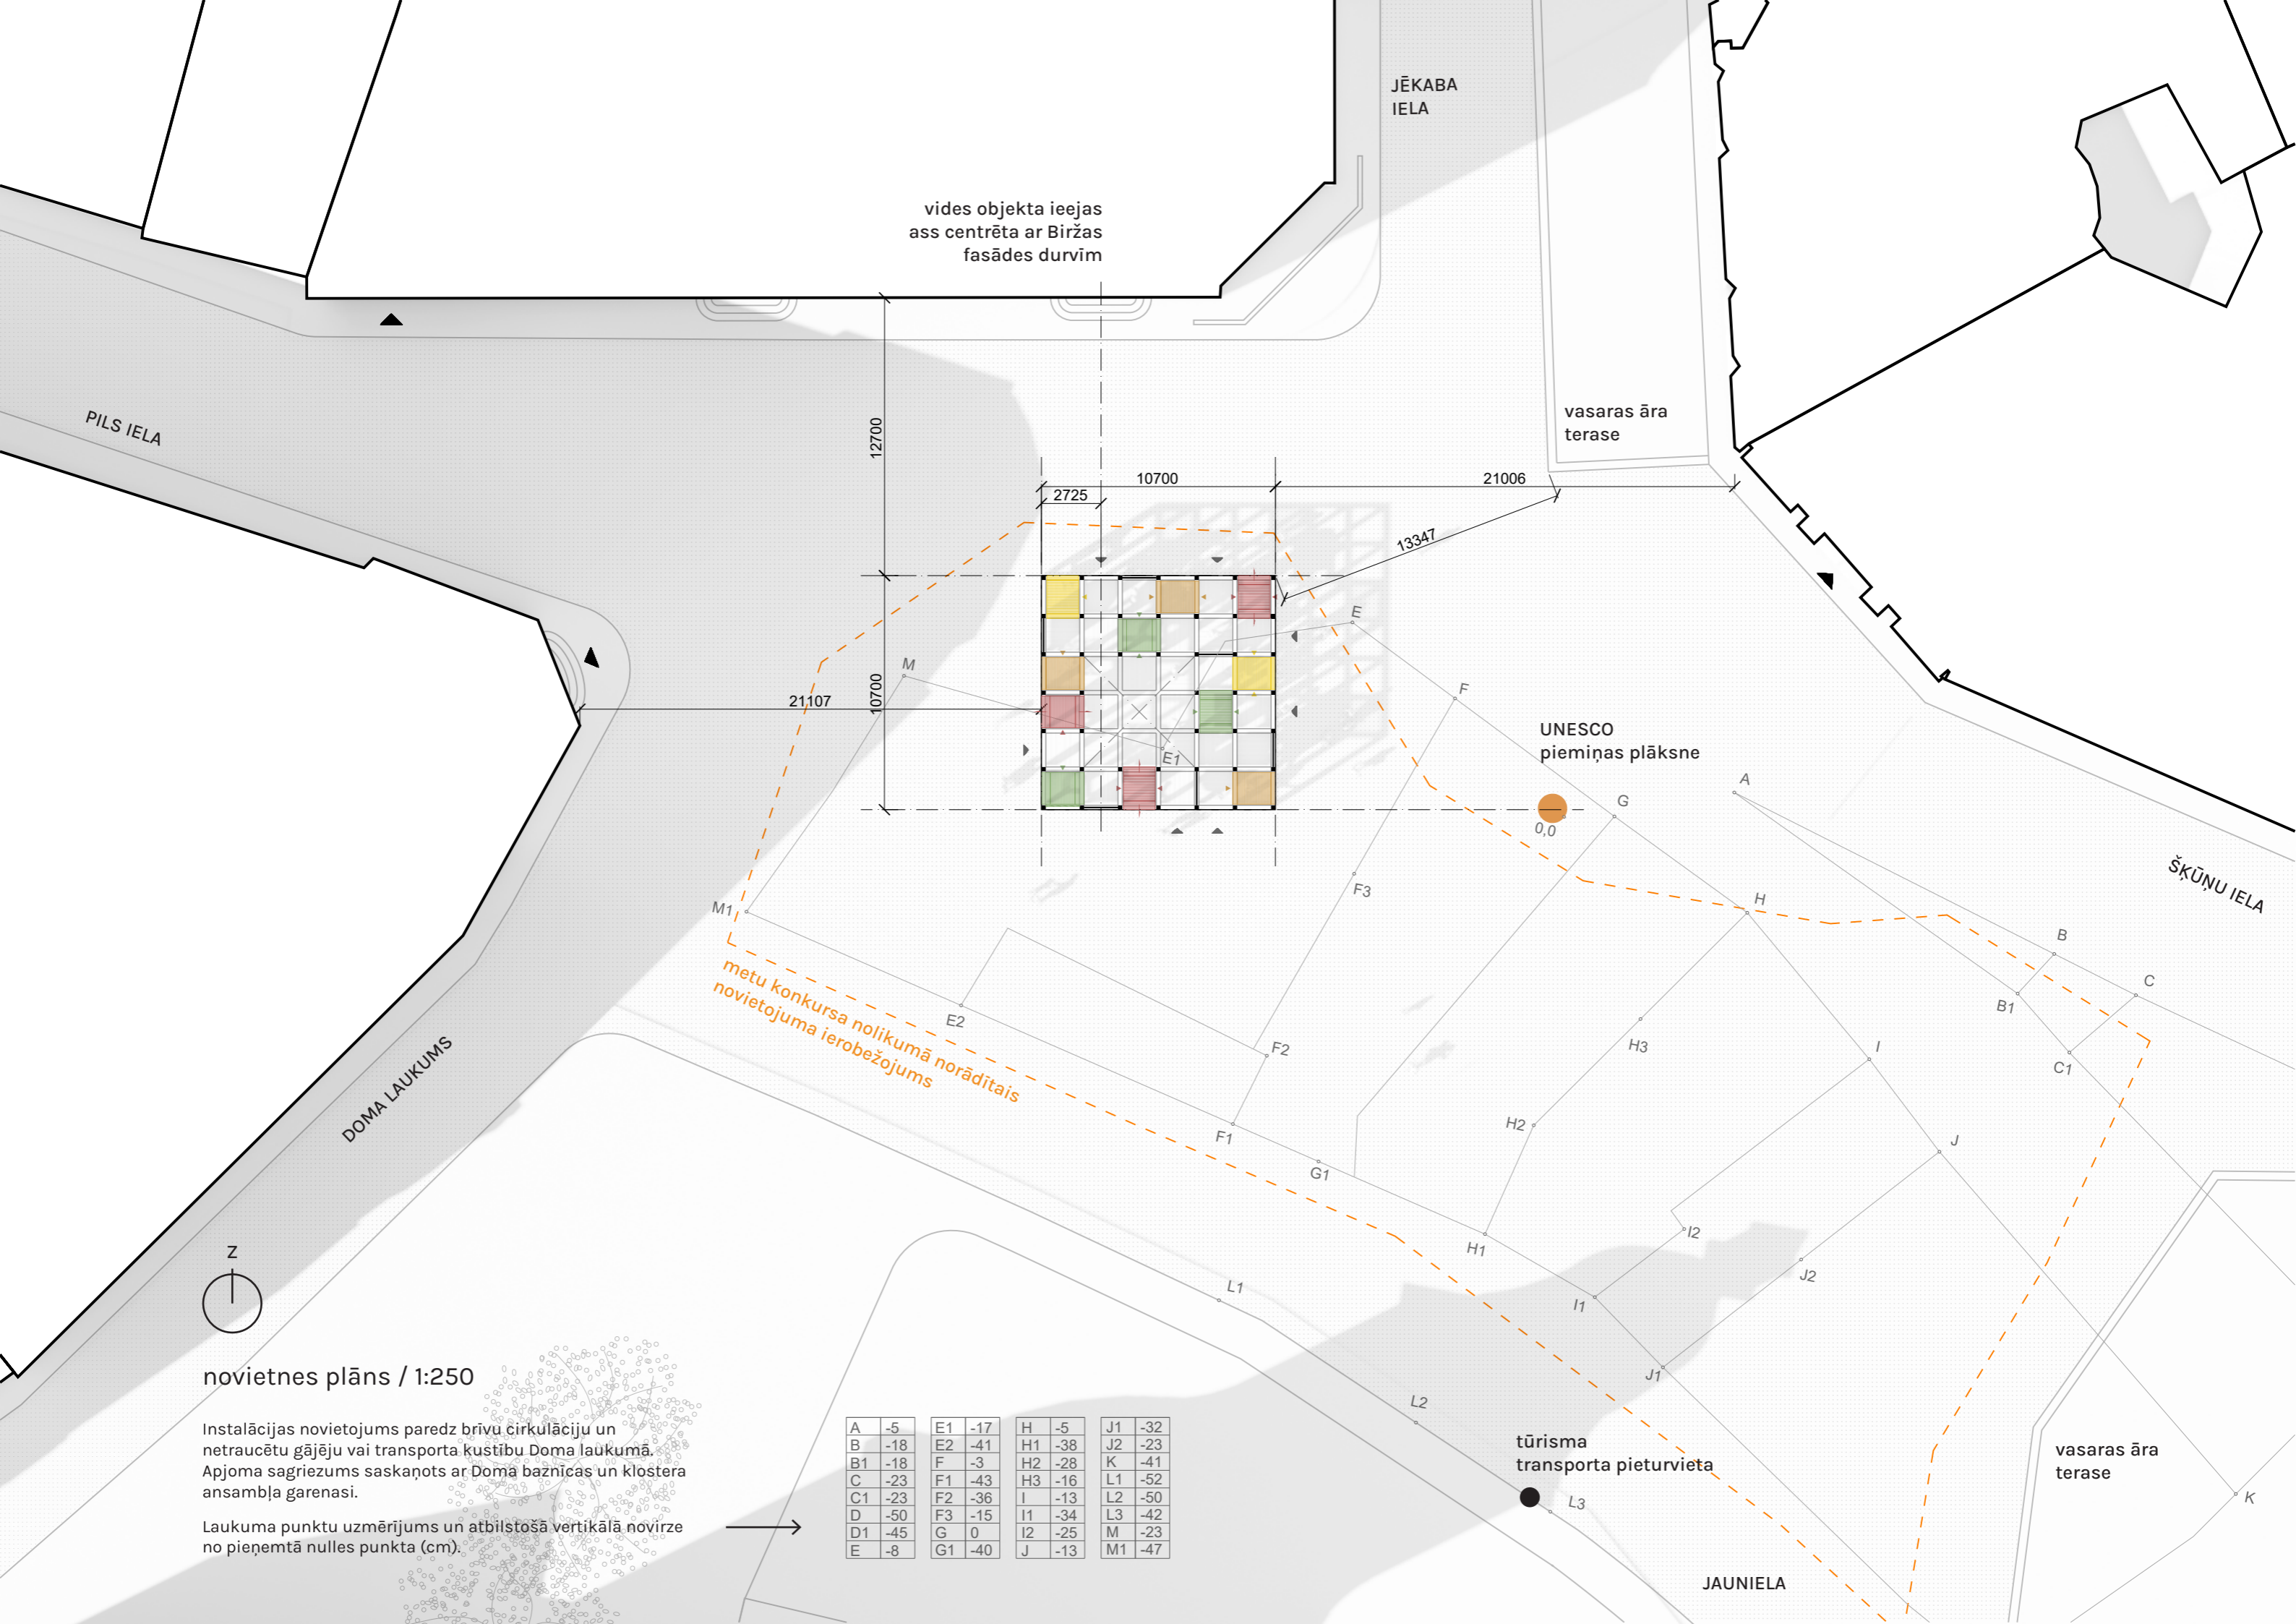 JĒKABA
IELA
vides objekta ieejas
ass centrēta ar Biržas
fasādes durvīm
PILS IELA
12700
vasaras āra
terase
10700
21006
2725
13347
E
M
F
21107
10700
E1
UNESCO
piemiņas plāksne
A
G
0,0
ŠĶŪŅU IELA
F3
H
M1
B
C
B1
metu konkursa nolikumā norādītais
novietojuma ierobežojums
E2
F2
H3
I
C1
DOMA LAUKUMS
F1
H2
J
G1
I2
H1
Z
J2
L1
I1
novietnes plāns / 1:250
J1
L2
Instalācijas novietojums paredz brīvu cirkulāciju un
netraucētu gājēju vai transporta kustību Doma laukumā.
Apjoma sagriezums saskaņots ar Doma baznīcas un klostera
ansambļa garenasi.
Laukuma punktu uzmērījums un atbilstošā vertikālā novirze
no pieņemtā nulles punkta (cm).
A -5 E1 -17 H -5 J1 -32
B -18 E2 -41 H1 -38 J2 -23
B1 -18 F -3 H2 -28 K -41
C -23 F1 -43 H3 -16 L1 -52
C1 -23 F2 -36 I -13 L2 -50
D -50 F3 -15 I1 -34 L3 -42
D1 -45 G 0 I2 -25 M -23
E -8 G1 -40 J -13 M1 -47
tūrisma
transporta pieturvieta
L3
vasaras āra
terase
K
JAUNIELA